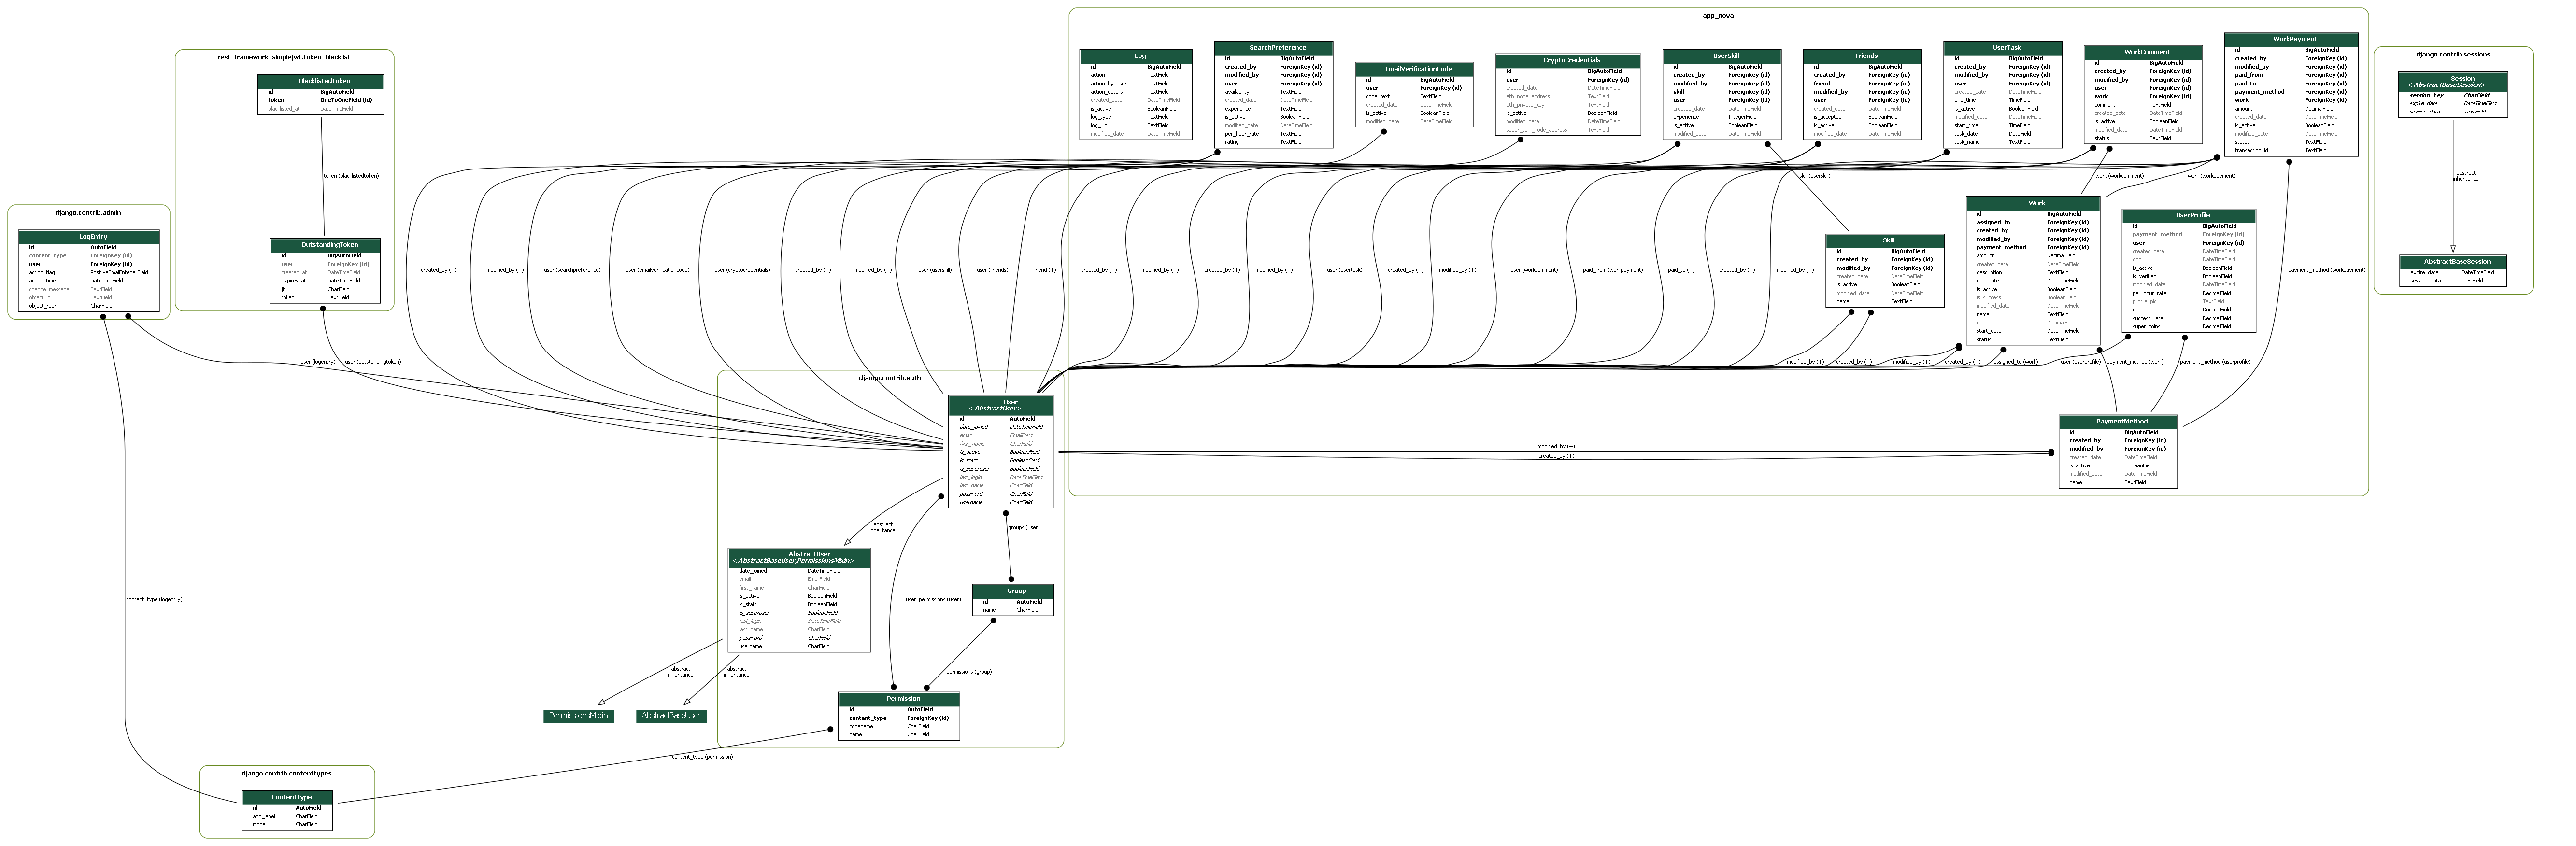 app_nova
Log
id BigAutoField
action TextField
action_by_user TextField
action_details TextField
created_date DateTimeField
is_active BooleanField
log_type TextField
log_uid TextField
modified_date DateTimeField
SearchPreference
id BigAutoField
created_by ForeignKey (id)
modified_by ForeignKey (id)
user ForeignKey (id)
availability TextField
created_date DateTimeField
experience TextField
is_active BooleanField
modified_date DateTimeField
per_hour_rate TextField
rating TextField
EmailVerificationCode
id BigAutoField
user ForeignKey (id)
code_text TextField
created_date DateTimeField
is_active BooleanField
modified_date DateTimeField
CryptoCredentials
id BigAutoField
user ForeignKey (id)
created_date DateTimeField
eth_node_address TextField
eth_private_key TextField
is_active BooleanField
modified_date DateTimeField
super_coin_node_address TextField
UserSkill
id BigAutoField
created_by ForeignKey (id)
modified_by ForeignKey (id)
skill ForeignKey (id)
user ForeignKey (id)
created_date DateTimeField
experience IntegerField
is_active BooleanField
modified_date DateTimeField
Friends
id BigAutoField
created_by ForeignKey (id)
friend ForeignKey (id)
modified_by ForeignKey (id)
user ForeignKey (id)
created_date DateTimeField
is_accepted BooleanField
is_active BooleanField
modified_date DateTimeField
UserTask
id BigAutoField
created_by ForeignKey (id)
modified_by ForeignKey (id)
user ForeignKey (id)
created_date DateTimeField
end_time TimeField
is_active BooleanField
modified_date DateTimeField
start_time TimeField
task_date DateField
task_name TextField
WorkComment
id BigAutoField
created_by ForeignKey (id)
modified_by ForeignKey (id)
user ForeignKey (id)
work ForeignKey (id)
comment TextField
created_date DateTimeField
is_active BooleanField
modified_date DateTimeField
status TextField
WorkPayment
id BigAutoField
created_by ForeignKey (id)
modified_by ForeignKey (id)
paid_from ForeignKey (id)
paid_to ForeignKey (id)
payment_method ForeignKey (id)
work ForeignKey (id)
amount DecimalField
created_date DateTimeField
is_active BooleanField
modified_date DateTimeField
status TextField
transaction_id TextField
django.contrib.sessions
Session
<AbstractBaseSession>
session_key CharField
expire_date DateTimeField
session_data TextField
abstract
inheritance
AbstractBaseSession
expire_date DateTimeField
session_data TextField
rest_framework_simplejwt.token_blacklist
BlacklistedToken
id BigAutoField
token OneToOneField (id)
blacklisted_at DateTimeField
token (blacklistedtoken)
OutstandingToken
id BigAutoField
user ForeignKey (id)
created_at DateTimeField
expires_at DateTimeField
jti CharField
token TextField
django.contrib.admin
LogEntry
id AutoField
content_type ForeignKey (id)
user ForeignKey (id)
action_flag PositiveSmallIntegerField
action_time DateTimeField
change_message TextField
object_id TextField
object_repr CharField
skill (userskill)
work (workcomment)
work (workpayment)
Skill
id BigAutoField
created_by ForeignKey (id)
modified_by ForeignKey (id)
created_date DateTimeField
is_active BooleanField
modified_date DateTimeField
name TextField
Work
id BigAutoField
assigned_to ForeignKey (id)
created_by ForeignKey (id)
modified_by ForeignKey (id)
payment_method ForeignKey (id)
amount DecimalField
created_date DateTimeField
description TextField
end_date DateTimeField
is_active BooleanField
is_success BooleanField
modified_date DateTimeField
name TextField
rating DecimalField
start_date DateTimeField
status TextField
UserProfile
id BigAutoField
payment_method ForeignKey (id)
user ForeignKey (id)
created_date DateTimeField
dob DateTimeField
is_active BooleanField
is_verified BooleanField
modified_date DateTimeField
per_hour_rate DecimalField
profile_pic TextField
rating DecimalField
success_rate DecimalField
super_coins DecimalField
created_by (+)
modified_by (+)
user (searchpreference)
user (emailverificationcode)
user (cryptocredentials)
created_by (+)
modified_by (+)
user (userskill)
user (friends)
friend (+)
created_by (+)
modified_by (+)
created_by (+)
modified_by (+)
user (usertask)
created_by (+)
modified_by (+)
user (workcomment)
paid_from (workpayment)
paid_to (+)
created_by (+)
modified_by (+)
payment_method (workpayment)
user (logentry)
user (outstandingtoken)
modified_by (+)
created_by (+)
modified_by (+)
created_by (+)
assigned_to (work)
user (userprofile)
payment_method (work)
payment_method (userprofile)
django.contrib.auth
User
<AbstractUser>
id AutoField
date_joined DateTimeField
email EmailField
first_name CharField
is_active BooleanField
is_staff BooleanField
is_superuser BooleanField
last_login DateTimeField
last_name CharField
password CharField
username CharField
modified_by (+)
created_by (+)
PaymentMethod
id BigAutoField
created_by ForeignKey (id)
modified_by ForeignKey (id)
created_date DateTimeField
is_active BooleanField
modified_date DateTimeField
name TextField
abstract
inheritance
groups (user)
AbstractUser
<AbstractBaseUser,PermissionsMixin>
date_joined DateTimeField
email EmailField
first_name CharField
is_active BooleanField
is_staff BooleanField
is_superuser BooleanField
last_login DateTimeField
last_name CharField
password CharField
username CharField
user_permissions (user)
Group
id AutoField
name CharField
content_type (logentry)
abstract
inheritance
abstract
inheritance
permissions (group)
PermissionsMixin
AbstractBaseUser
Permission
id AutoField
content_type ForeignKey (id)
codename CharField
name CharField
content_type (permission)
django.contrib.contenttypes
ContentType
id AutoField
app_label CharField
model CharField